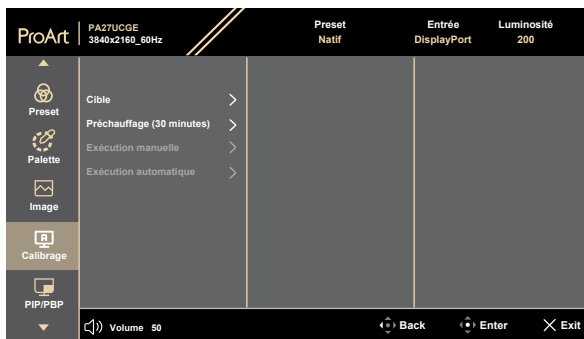 ProArt
PA27UCGE
3840x2160_60Hz
Preset
Natif
Entrée
DisplayPort
Luminosité
200
Preset
Palette
Image
Calibrage
PIP/PBP
Cible
Préchauffage (30 minutes)
Exécution manuelle
Exécution automatique
Volume 50
Back
Enter
Exit